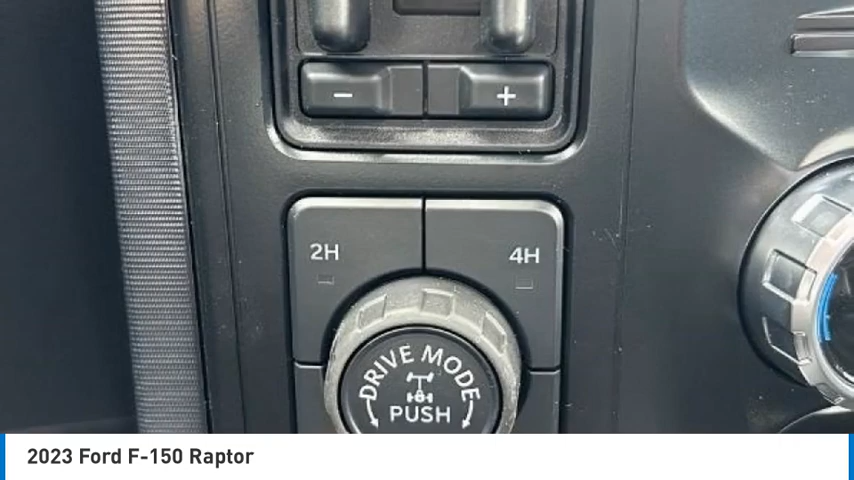 − +
2H 4H
DRIVE MODE
PUSH
2023 Ford F-150 Raptor